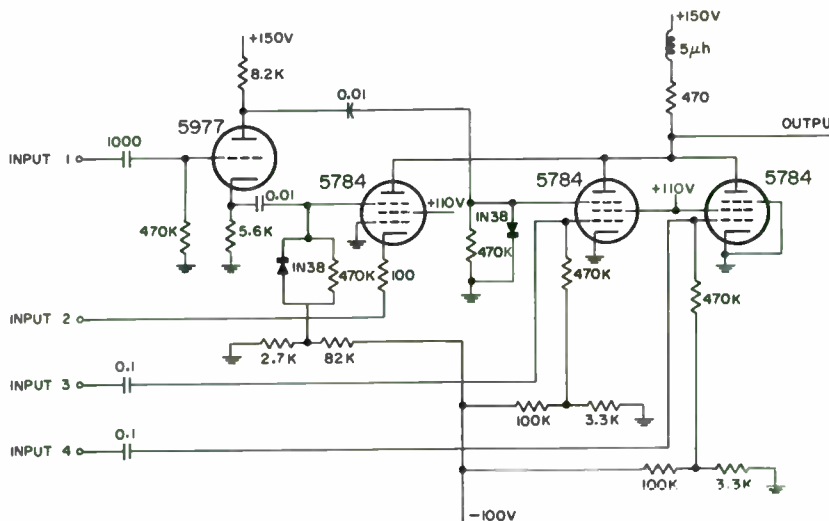 +150V
+150V
8.2K
5μh
0.01
470
OUTPU
1000
5977
INPUT 1
5784
5784
+110V
5784
+110V
0.01
1N38
470K
5.6K
1N38
470K
100
470K
470K
470K
INPUT 2
2.7K
82K
INPUT 3
0.1
100K
3.3K
INPUT 4
0.1
100K
3.3K
-100V